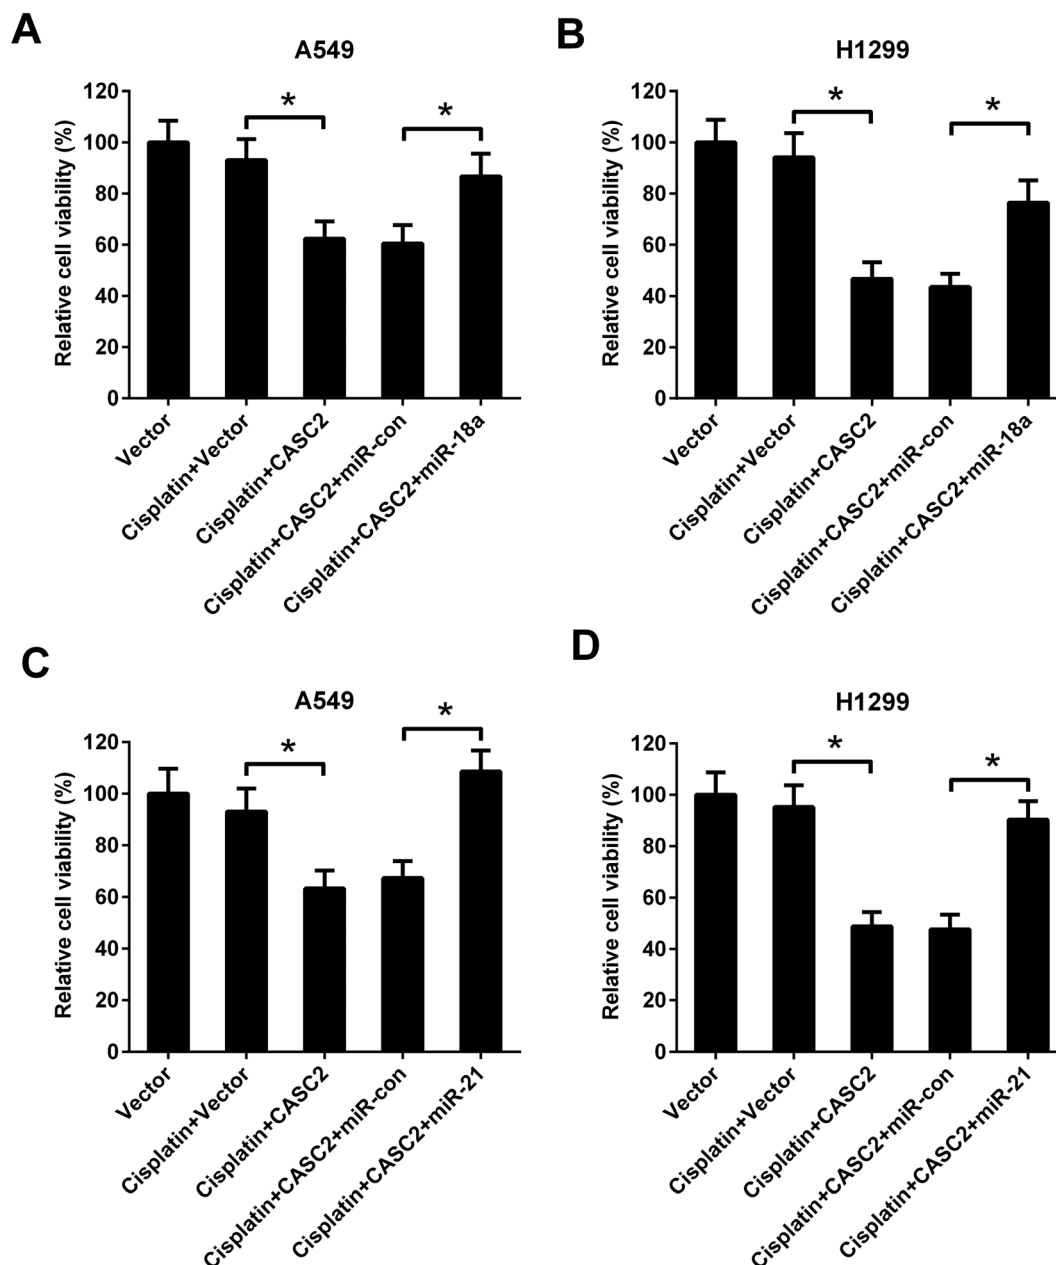 A
A549
Relative cell viability (%)
120
100
80
60
40
20
0
*
*
Vector
Cisplatin+Vector
Cisplatin+CASC2
Cisplatin+CASC2+miR-con
Cisplatin+CASC2+miR-18a
B
H1299
Relative cell viability (%)
120
100
80
60
40
20
0
*
*
Vector
Cisplatin+Vector
Cisplatin+CASC2
Cisplatin+CASC2+miR-con
Cisplatin+CASC2+miR-18a
C
A549
Relative cell viability (%)
120
100
80
60
40
20
0
*
*
Vector
Cisplatin+Vector
Cisplatin+CASC2
Cisplatin+CASC2+miR-con
Cisplatin+CASC2+miR-21
D
H1299
Relative cell viability (%)
120
100
80
60
40
20
0
*
*
Vector
Cisplatin+Vector
Cisplatin+CASC2
Cisplatin+CASC2+miR-con
Cisplatin+CASC2+miR-21